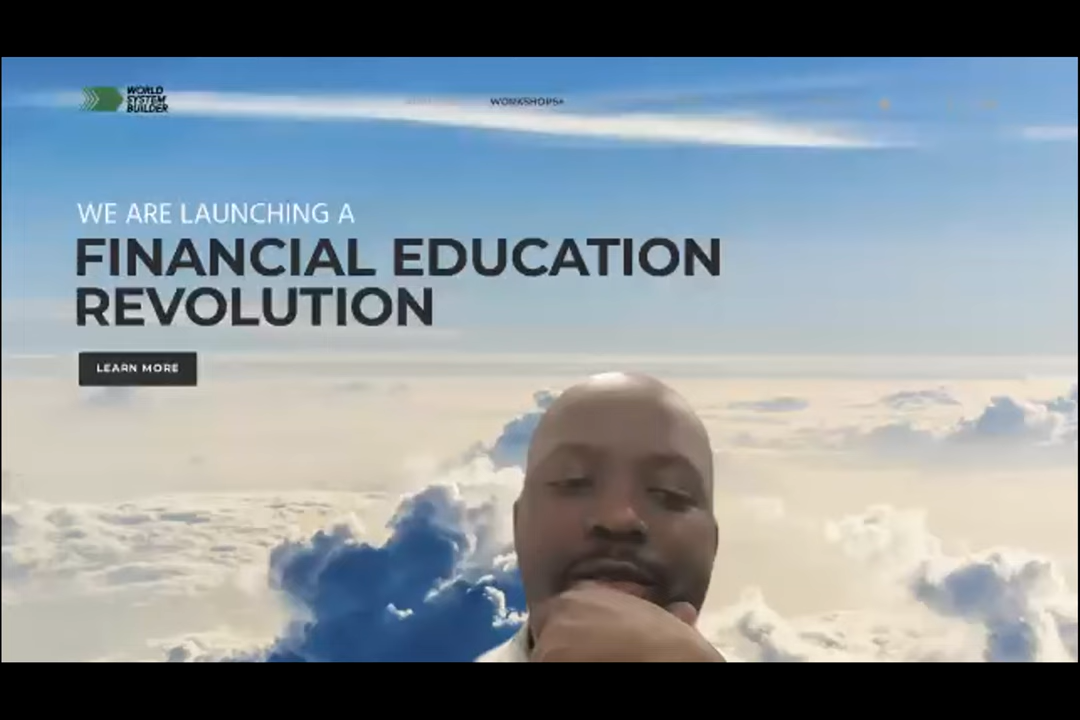 WORLD
SYSTEM
BUILDER
WORKSHOPS
WE ARE LAUNCHING A
FINANCIAL EDUCATION
REVOLUTION
LEARN MORE